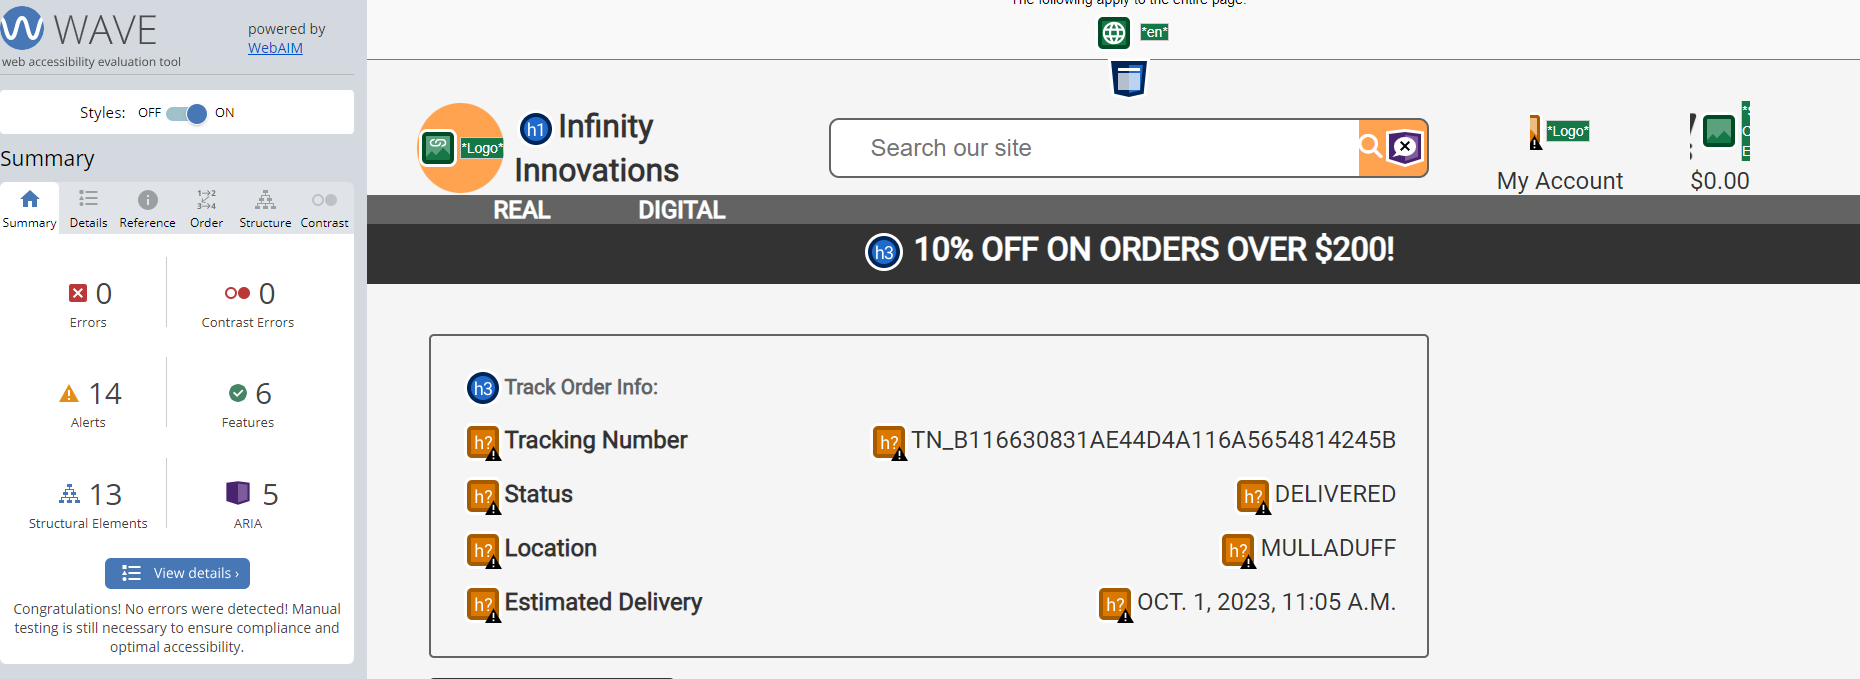 WAVE
powered by
WebAIM
web accessibility evaluation tool
Styles: OFF ON
Summary
Summary Details Reference Order Structure Contrast
1→2
3→4
0 0
Errors Contrast Errors
14 6
Alerts Features
13 5
Structural Elements ARIA
View details ›
Congratulations! No errors were detected! Manual
testing is still necessary to ensure compliance and
optimal accessibility.
The following apply to the entire page:
*en*
*Logo* h1 Infinity
Innovations
Search our site
*Logo*
My Account
$0.00
REAL DIGITAL
h3 10% OFF ON ORDERS OVER $200!
h3 Track Order Info:
h? Tracking Number h? TN_B116630831AE44D4A116A5654814245B
h? Status h? DELIVERED
h? Location h? MULLADUFF
h? Estimated Delivery h? OCT. 1, 2023, 11:05 A.M.